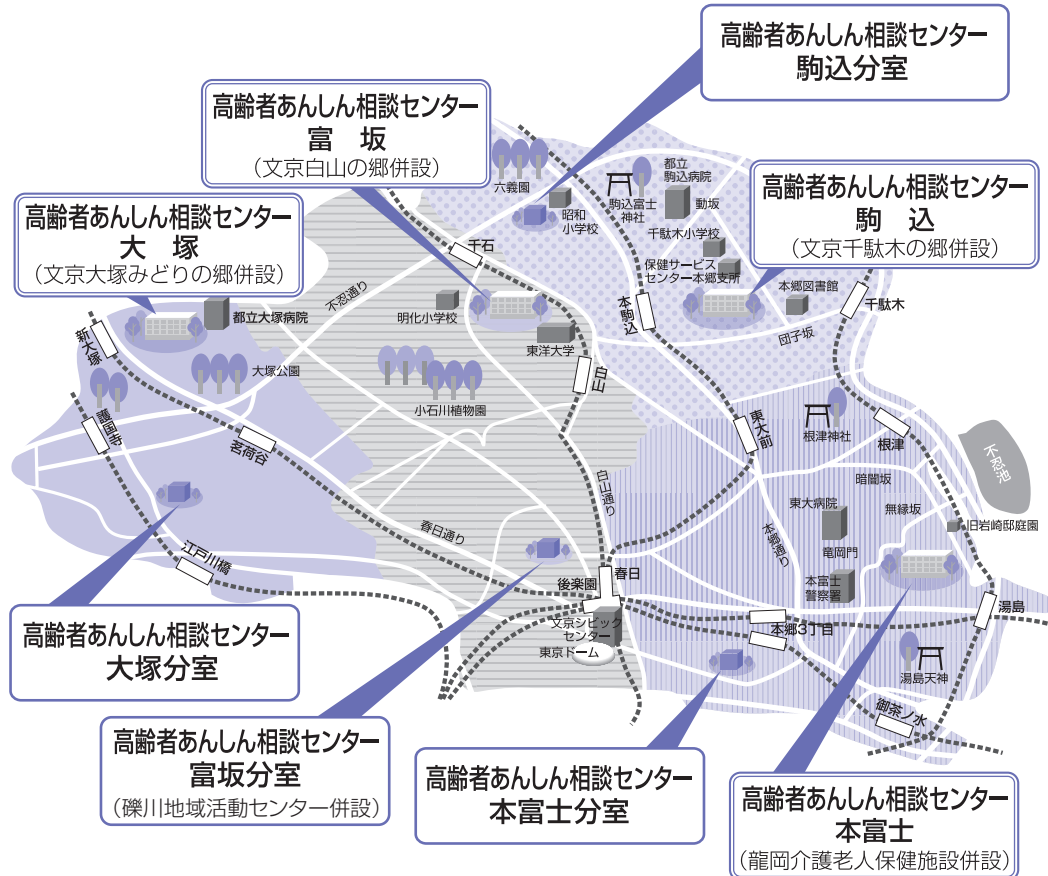 高齢者あんしん相談センター
駒込分室
高齢者あんしん相談センター
富 坂
(文京白山の郷併設)
高齢者あんしん相談センター
大 塚
(文京大塚みどりの郷併設)
高齢者あんしん相談センター
駒 込
(文京千駄木の郷併設)
六義園
昭和
小学校
駒込富士
神社
都立
駒込病院
動坂
千駄木小学校
保健サービス
センター本郷支所
本郷図書館
千駄木
団子坂
千石
不忍通り
明化小学校
東洋大学
本駒込
白山
都立大塚病院
新大塚
大塚公園
小石川植物園
護国寺
茗荷谷
東大前
根津神社
根津
不忍池
暗闇坂
東大病院
無縁坂
旧岩崎邸庭園
竜岡門
白山通り
本郷通り
春日通り
江戸川橋
後楽園
春日
文京シビック
センター
東京ドーム
本富士
警察署
本郷3丁目
湯島
湯島天神
御茶ノ水
高齢者あんしん相談センター
大塚分室
高齢者あんしん相談センター
富坂分室
(礫川地域活動センター併設)
高齢者あんしん相談センター
本富士分室
高齢者あんしん相談センター
本富士
(龍岡介護老人保健施設併設)